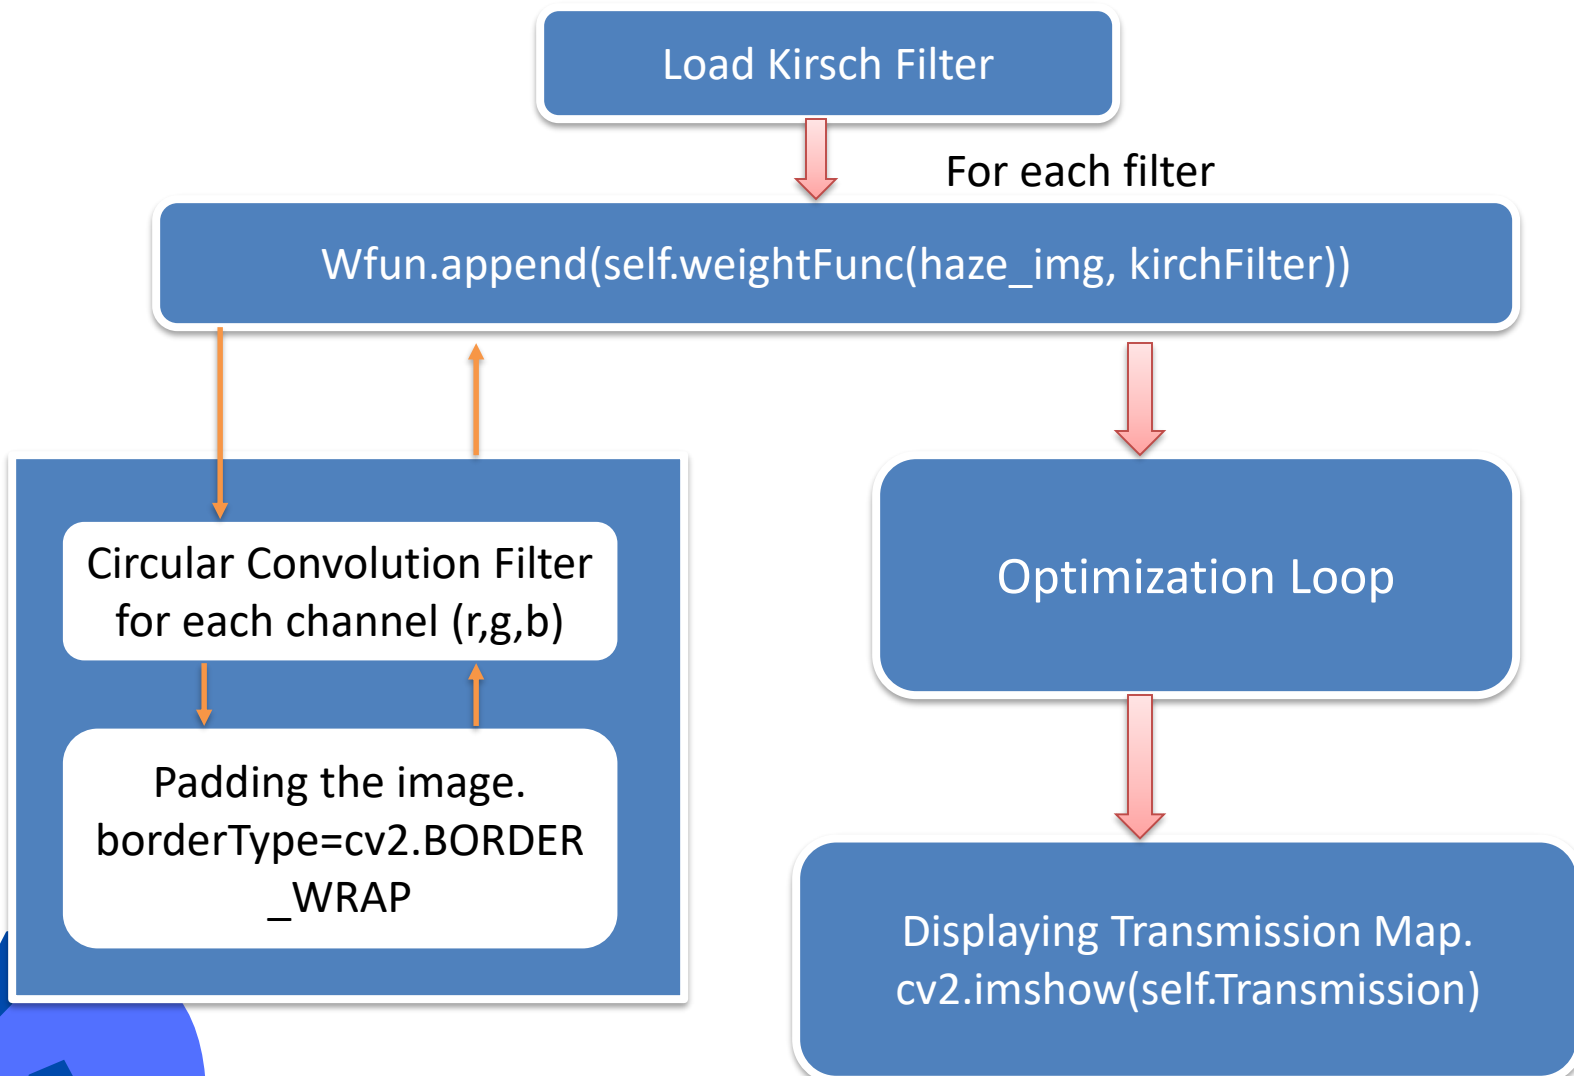 Load Kirsch Filter
For each filter
Wfun.append(self.weightFunc(haze_img, kirchFilter))
Circular Convolution Filter
for each channel (r,g,b)
Padding the image.
borderType=cv2.BORDER
_WRAP
Optimization Loop
Displaying Transmission Map.
cv2.imshow(self.Transmission)